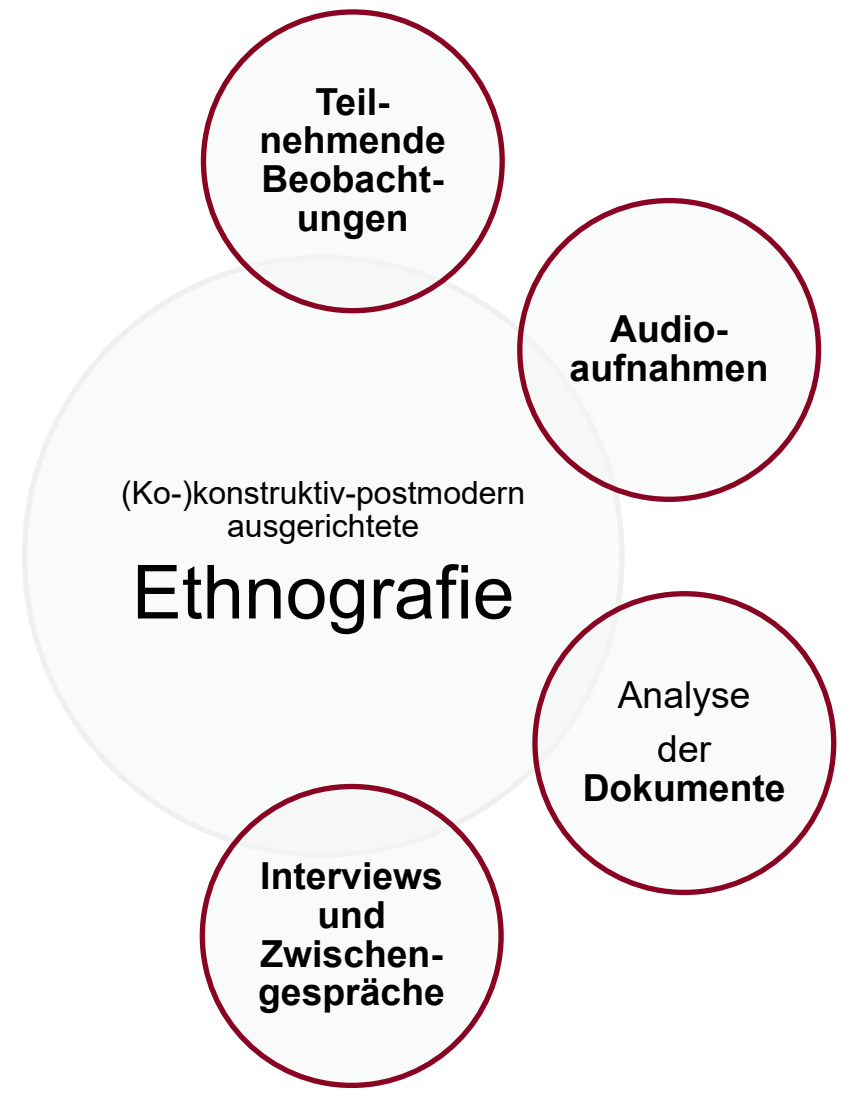 Teil-
nehmende
Beobacht-
ungen
Audio-
aufnahmen
(Ko-)konstruktiv-postmodern
ausgerichtete
Ethnografie
Analyse
der
Dokumente
Interviews
und
Zwischen-
gespräche